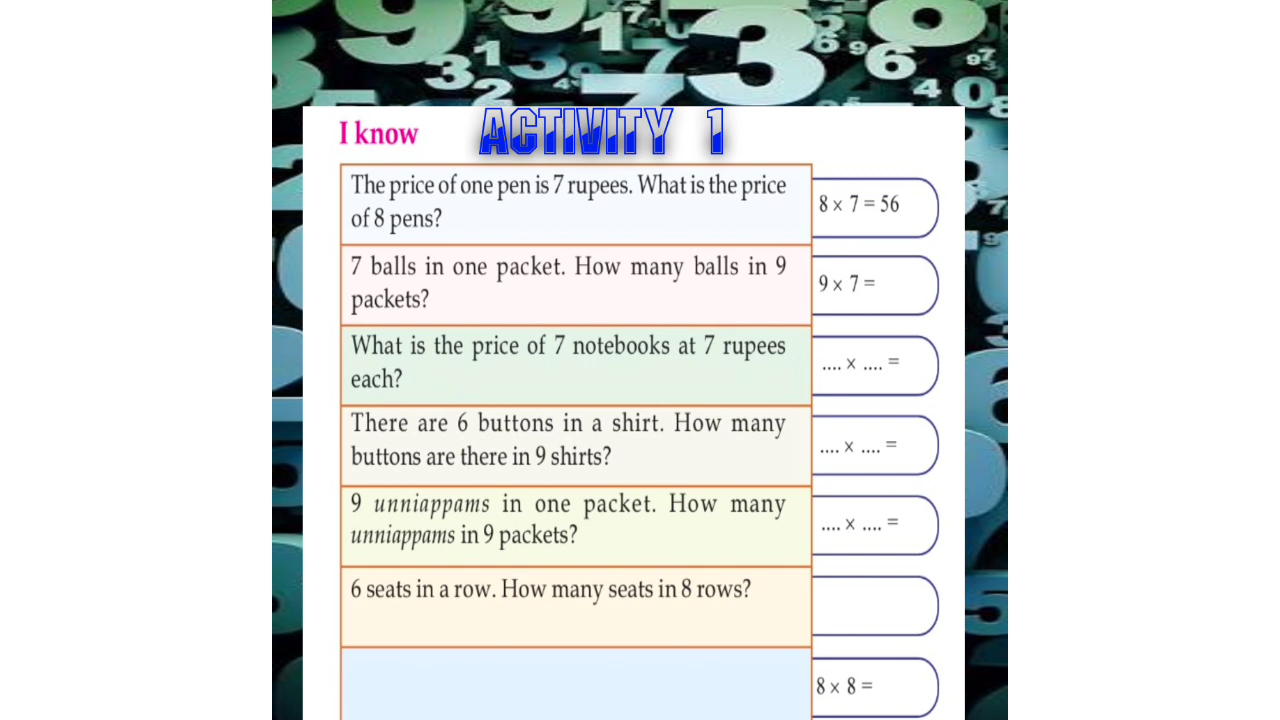 I know
ACTIVITY 1
The price of one pen is 7 rupees. What is the price
of 8 pens?
8 × 7 = 56
7 balls in one packet. How many balls in 9
packets?
9 × 7 =
What is the price of 7 notebooks at 7 rupees
each?
.... × .... =
There are 6 buttons in a shirt. How many
buttons are there in 9 shirts?
.... × .... =
9 unniappams in one packet. How many
unniappams in 9 packets?
.... × .... =
6 seats in a row. How many seats in 8 rows?
8 × 8 =